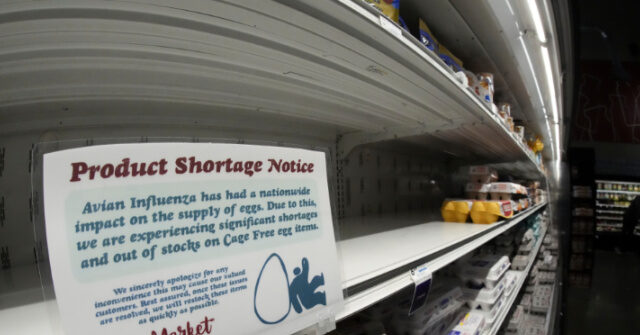 Product Shortage Notice
Avian Influenza has had a nationwide
impact on the supply of eggs. Due to this,
we are experiencing significant shortages
and out of stocks on Cage Free egg items.
We sincerely apologize for any
inconvenience this may cause our valued
customers. Rest assured, once these issues
are resolved, we will restock these items
as quickly as possible.
Market